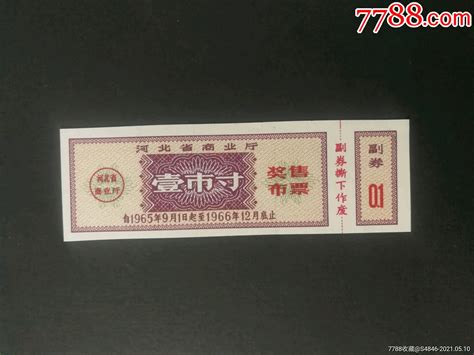 7788.com
河北省商业厅
河北省
商业厅
壹市寸
奖售
布票
自1965年9月1日起至1966年12月底止
副券撕下作废
副券
0.1
7788收藏@S4846-2021.05.10